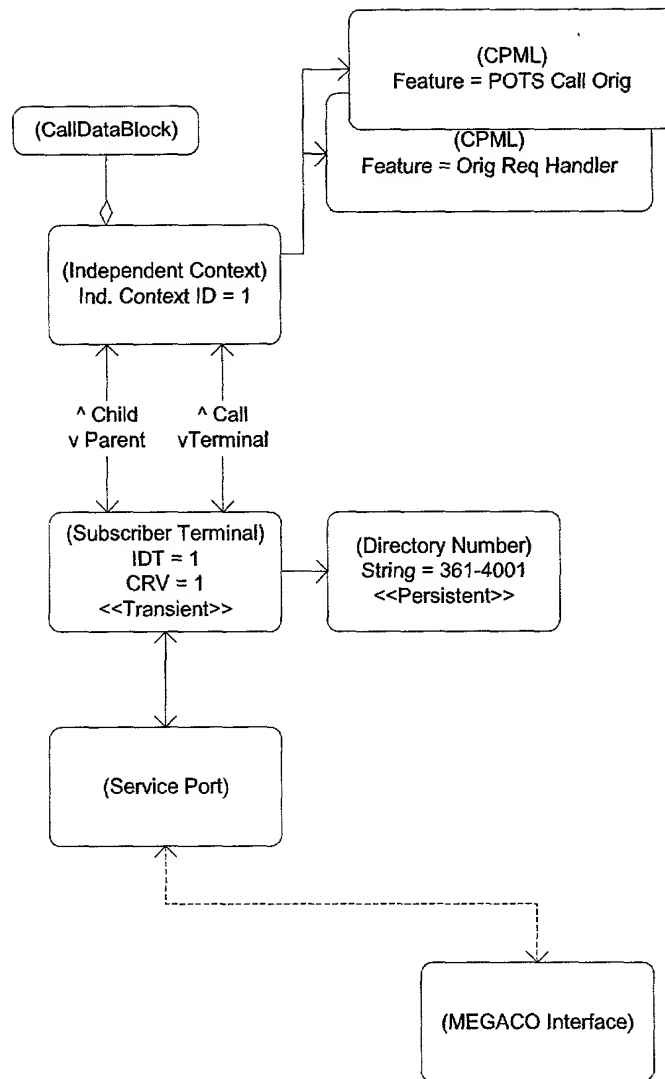 (CPML)
Feature = POTS Call Orig
(CallDataBlock)
(CPML)
Feature = Orig Req Handler
(Independent Context)
Ind. Context ID = 1
^ Child
v Parent
^ Call
vTerminal
(Subscriber Terminal)
IDT = 1
CRV = 1
<<Transient>>
(Directory Number)
String = 361-4001
<<Persistent>>
(Service Port)
(MEGACO Interface)